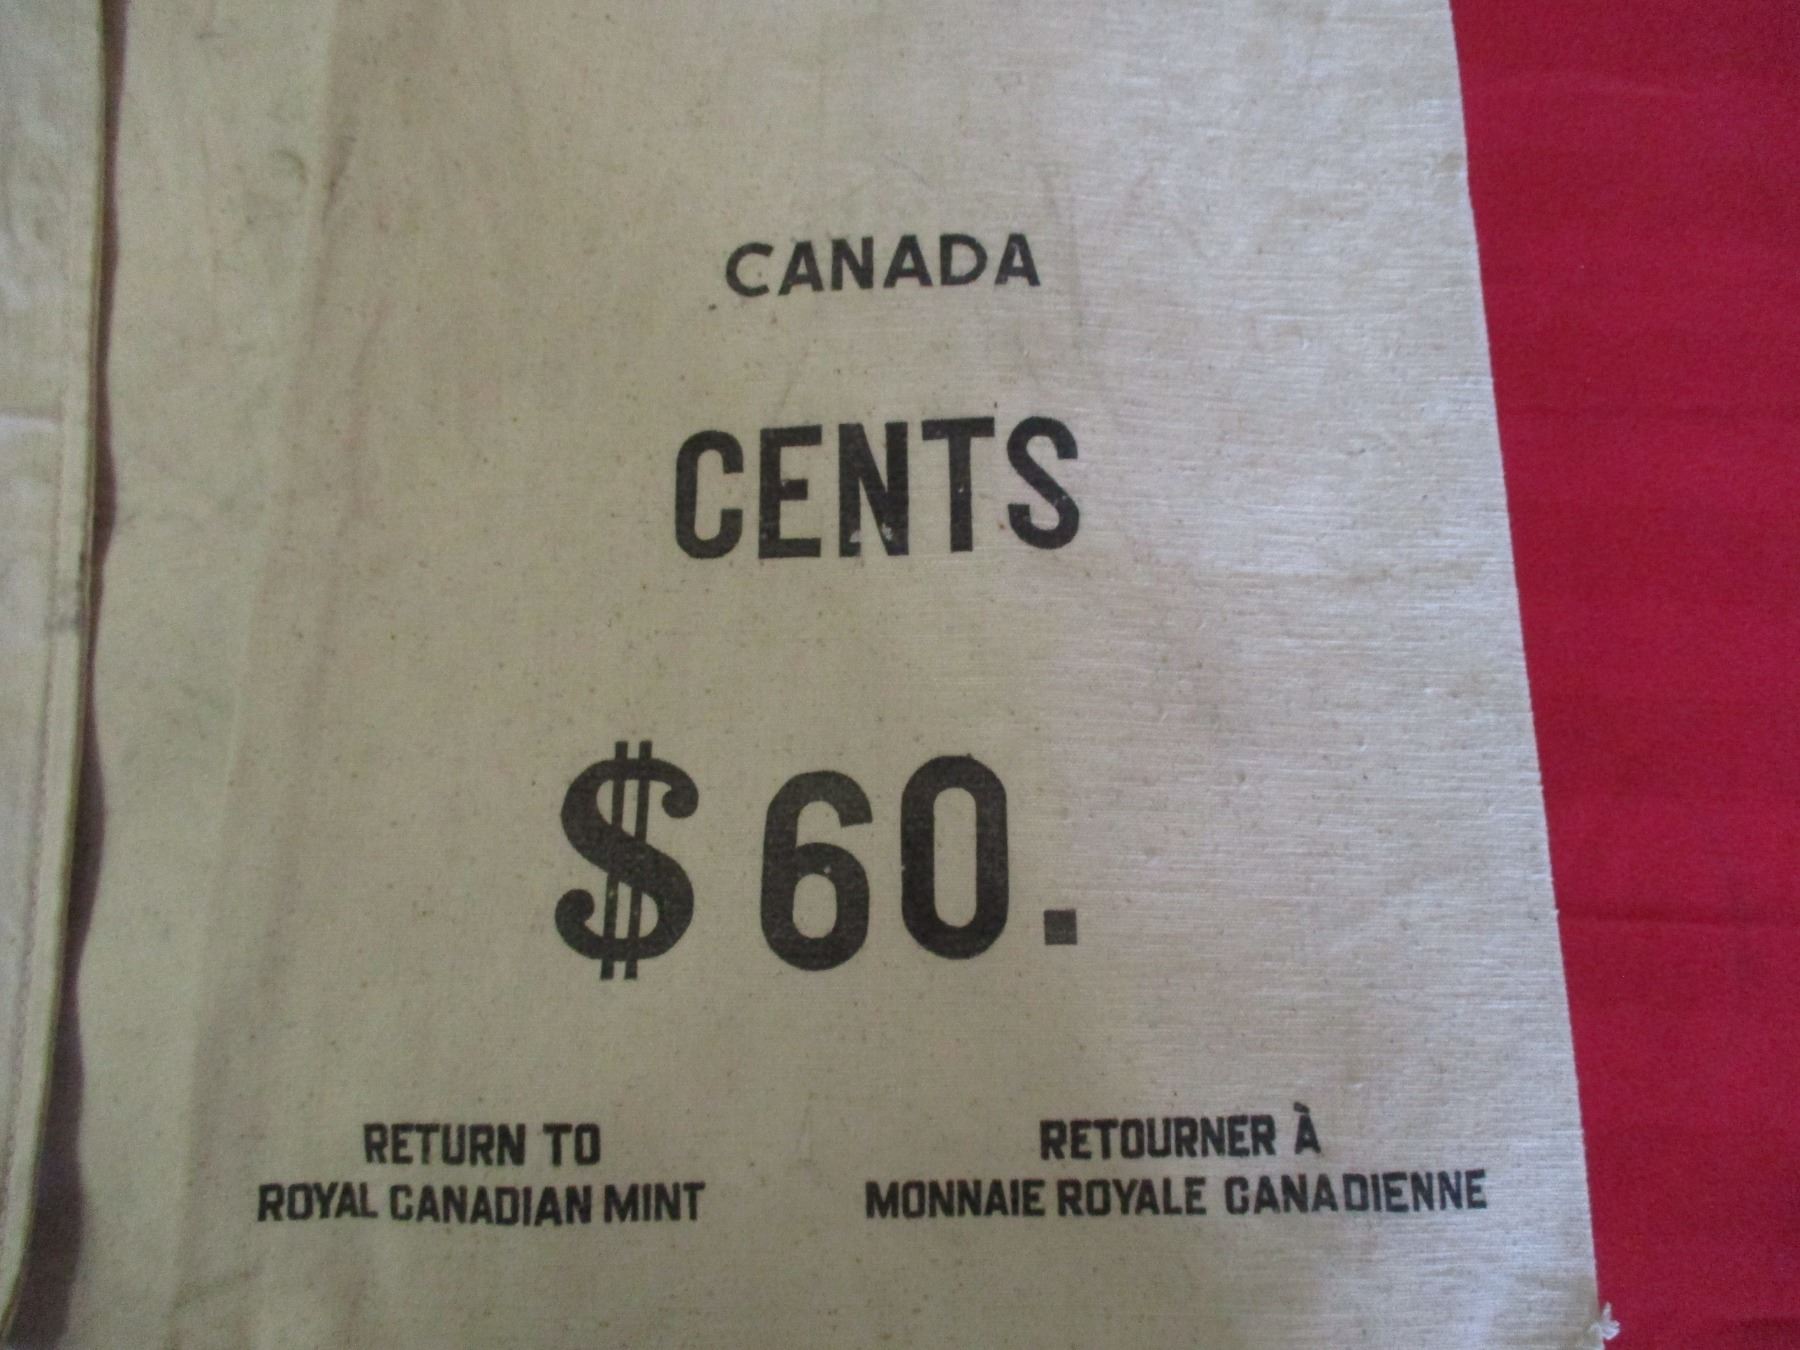 CANADA
CENTS
$60.
RETURN TO
ROYAL CANADIAN MINT
RETOURNER À
MONNAIE ROYALE CANADIENNE